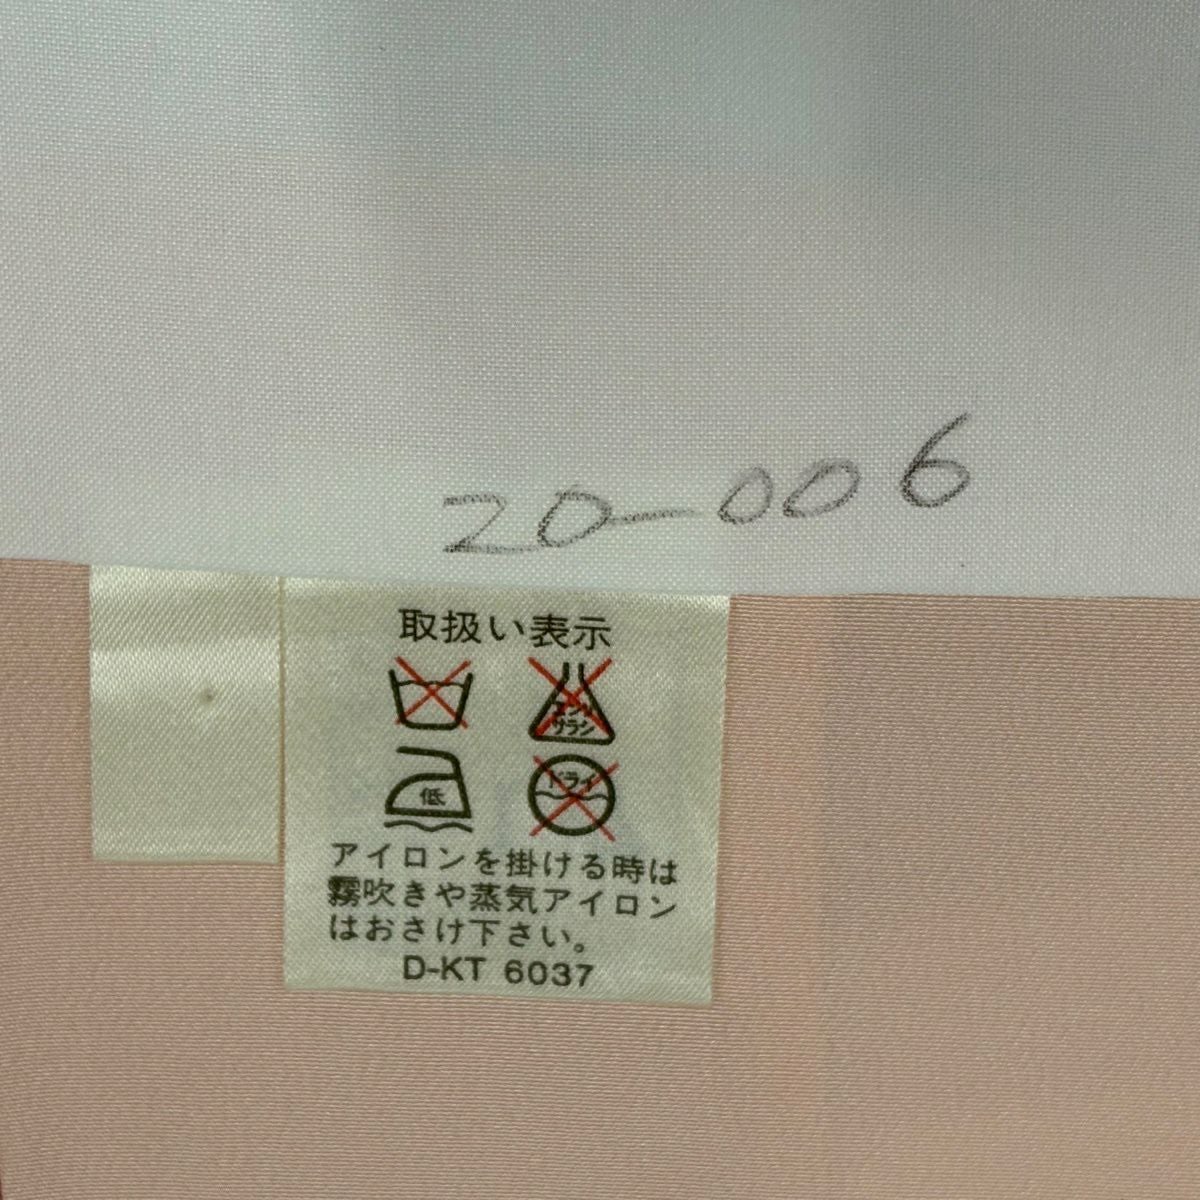 20-006
取扱い表示
エンソ
サラシ
低
ドライ
アイロンを掛ける時は
霧吹きや蒸気アイロン
はおさけ下さい。
D-KT 6037